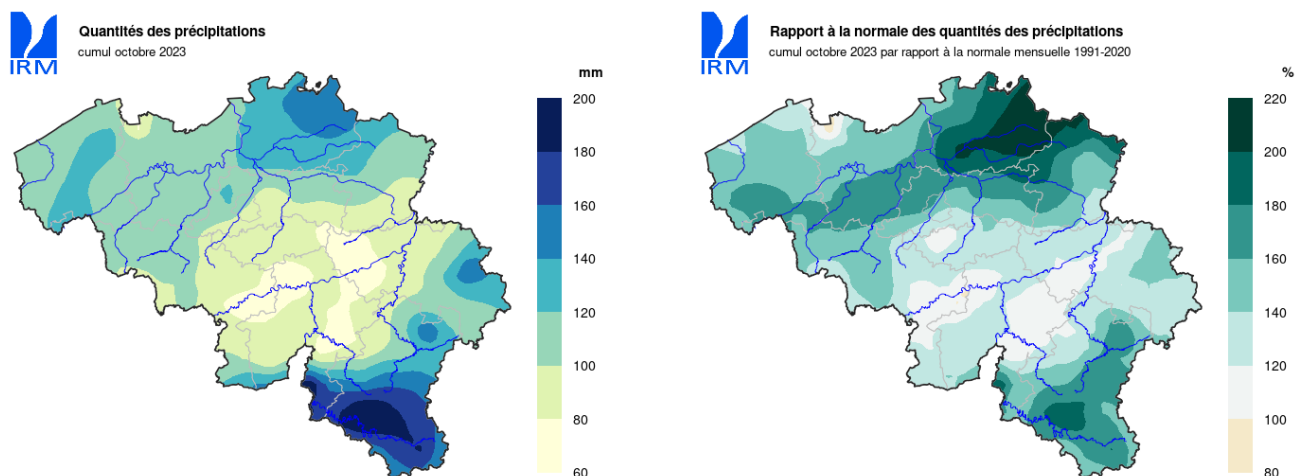 IRM
Quantités des précipitations
cumul octobre 2023
mm
200
180
160
140
120
100
80
60
IRM
Rapport à la normale des quantités des précipitations
cumul octobre 2023 par rapport à la normale mensuelle 1991-2020
%
220
200
180
160
140
120
100
80